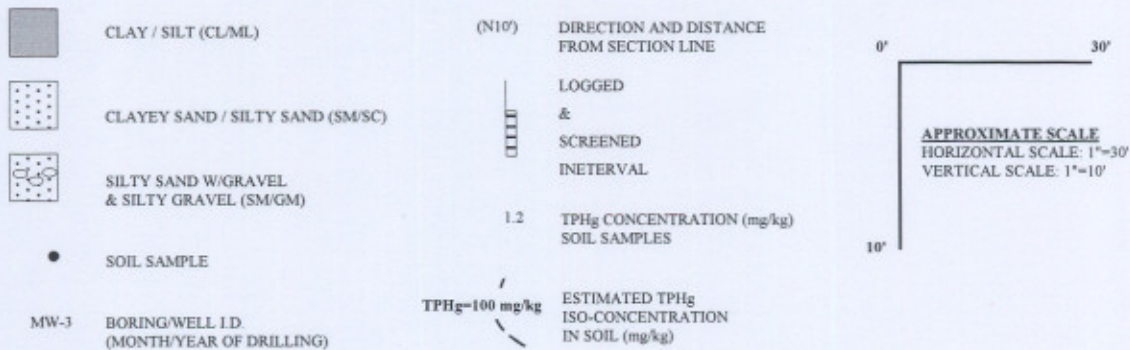 CLAY / SILT (CL/ML)
CLAYEY SAND / SILTY SAND (SM/SC)
SILTY SAND W/GRAVEL
& SILTY GRAVEL (SM/GM)
SOIL SAMPLE
MW-3
BORING/WELL I.D.
(MONTH/YEAR OF DRILLING)
(N10')
DIRECTION AND DISTANCE
FROM SECTION LINE
LOGGED
&
SCREENED
INETERVAL
1.2
TPHg CONCENTRATION (mg/kg)
SOIL SAMPLES
TPHg=100 mg/kg
ESTIMATED TPHg
ISO-CONCENTRATION
IN SOIL (mg/kg)
0'
30'
APPROXIMATE SCALE
HORIZONTAL SCALE: 1"=30'
VERTICAL SCALE: 1"=10'
10'